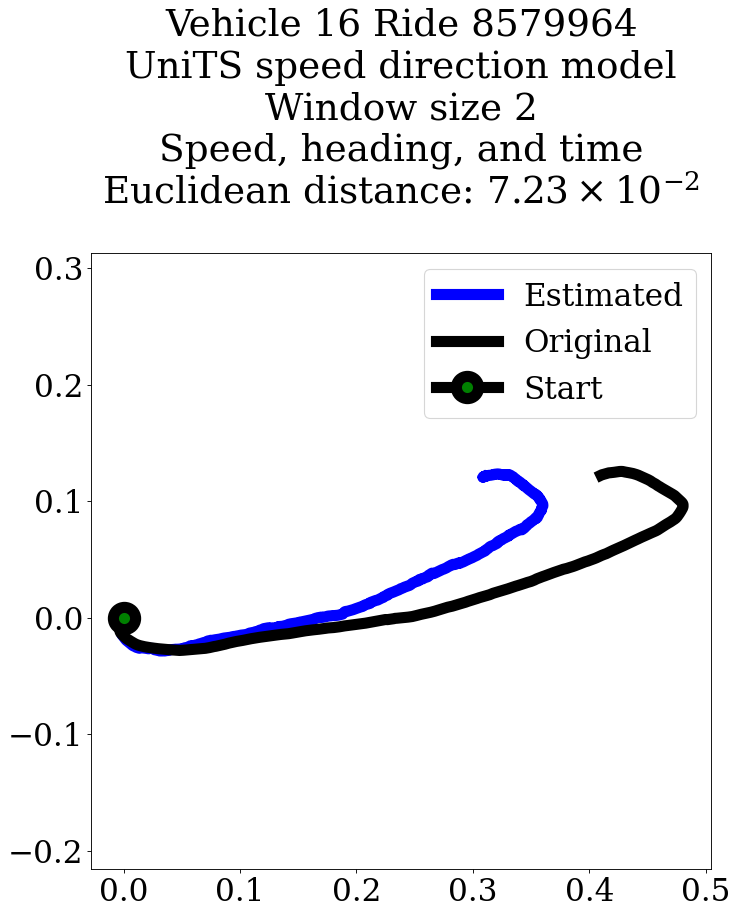 Vehicle 16 Ride 8579964
UniTS speed direction model
Window size 2
Speed, heading, and time
Euclidean distance: 7.23 × 10⁻²
Estimated
Original
Start
0.3
0.2
0.1
0.0
−0.1
−0.2
0.0 0.1 0.2 0.3 0.4 0.5